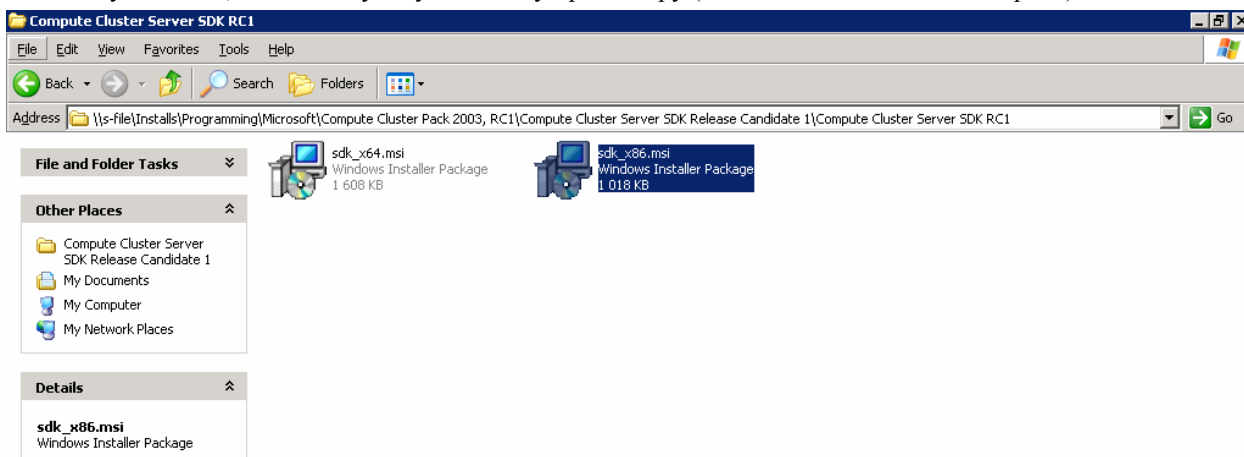 Compute Cluster Server SDK RC1
File Edit View Favorites Tools Help
Back Search Folders
Address \\s-file\Installs\Programming\Microsoft\Compute Cluster Pack 2003, RC1\Compute Cluster Server SDK Release Candidate 1\Compute Cluster Server SDK RC1 Go
File and Folder Tasks
Other Places
Compute Cluster Server
SDK Release Candidate 1
My Documents
My Computer
My Network Places
Details
sdk_x86.msi
Windows Installer Package
sdk_x64.msi
Windows Installer Package
1 608 KB
sdk_x86.msi
Windows Installer Package
1 018 KB